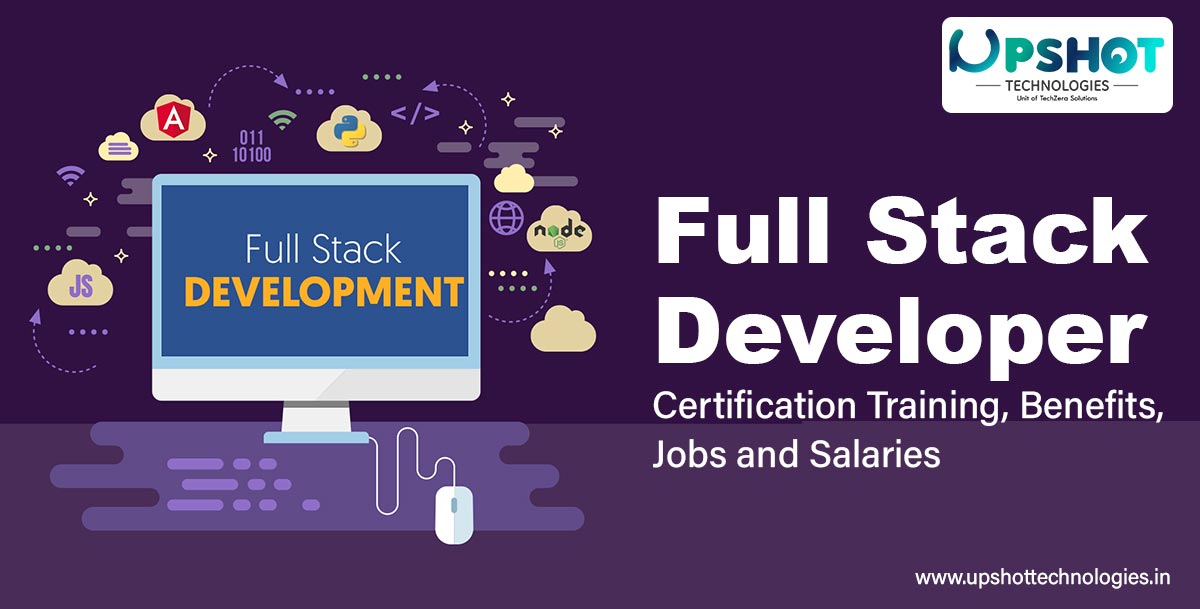 UPSHOT
TECHNOLOGIES
Unit of TechZera Solutions
A
011
10100
</>
node
JS
JS
Full Stack
DEVELOPMENT
Full Stack
Developer
Certification Training, Benefits,
Jobs and Salaries
www.upshottechnologies.in